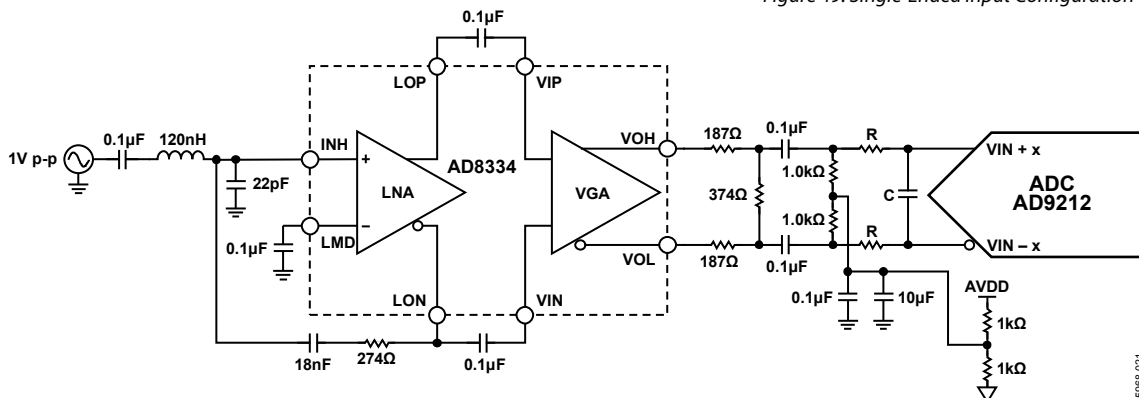 Figure 49. Single-Ended Input Configuration
0.1µF
LOP
VIP
0.1µF
120nH
INH
1V p-p
22pF
+
LNA
–
AD8334
VGA
VOH
187Ω
0.1µF
R
VIN + x
1.0kΩ
374Ω
C
ADC
AD9212
1.0kΩ
0.1µF
LMD
VOL
187Ω
0.1µF
R
VIN – x
LON
VIN
0.1µF
10µF
AVDD
1kΩ
18nF
274Ω
0.1µF
1kΩ